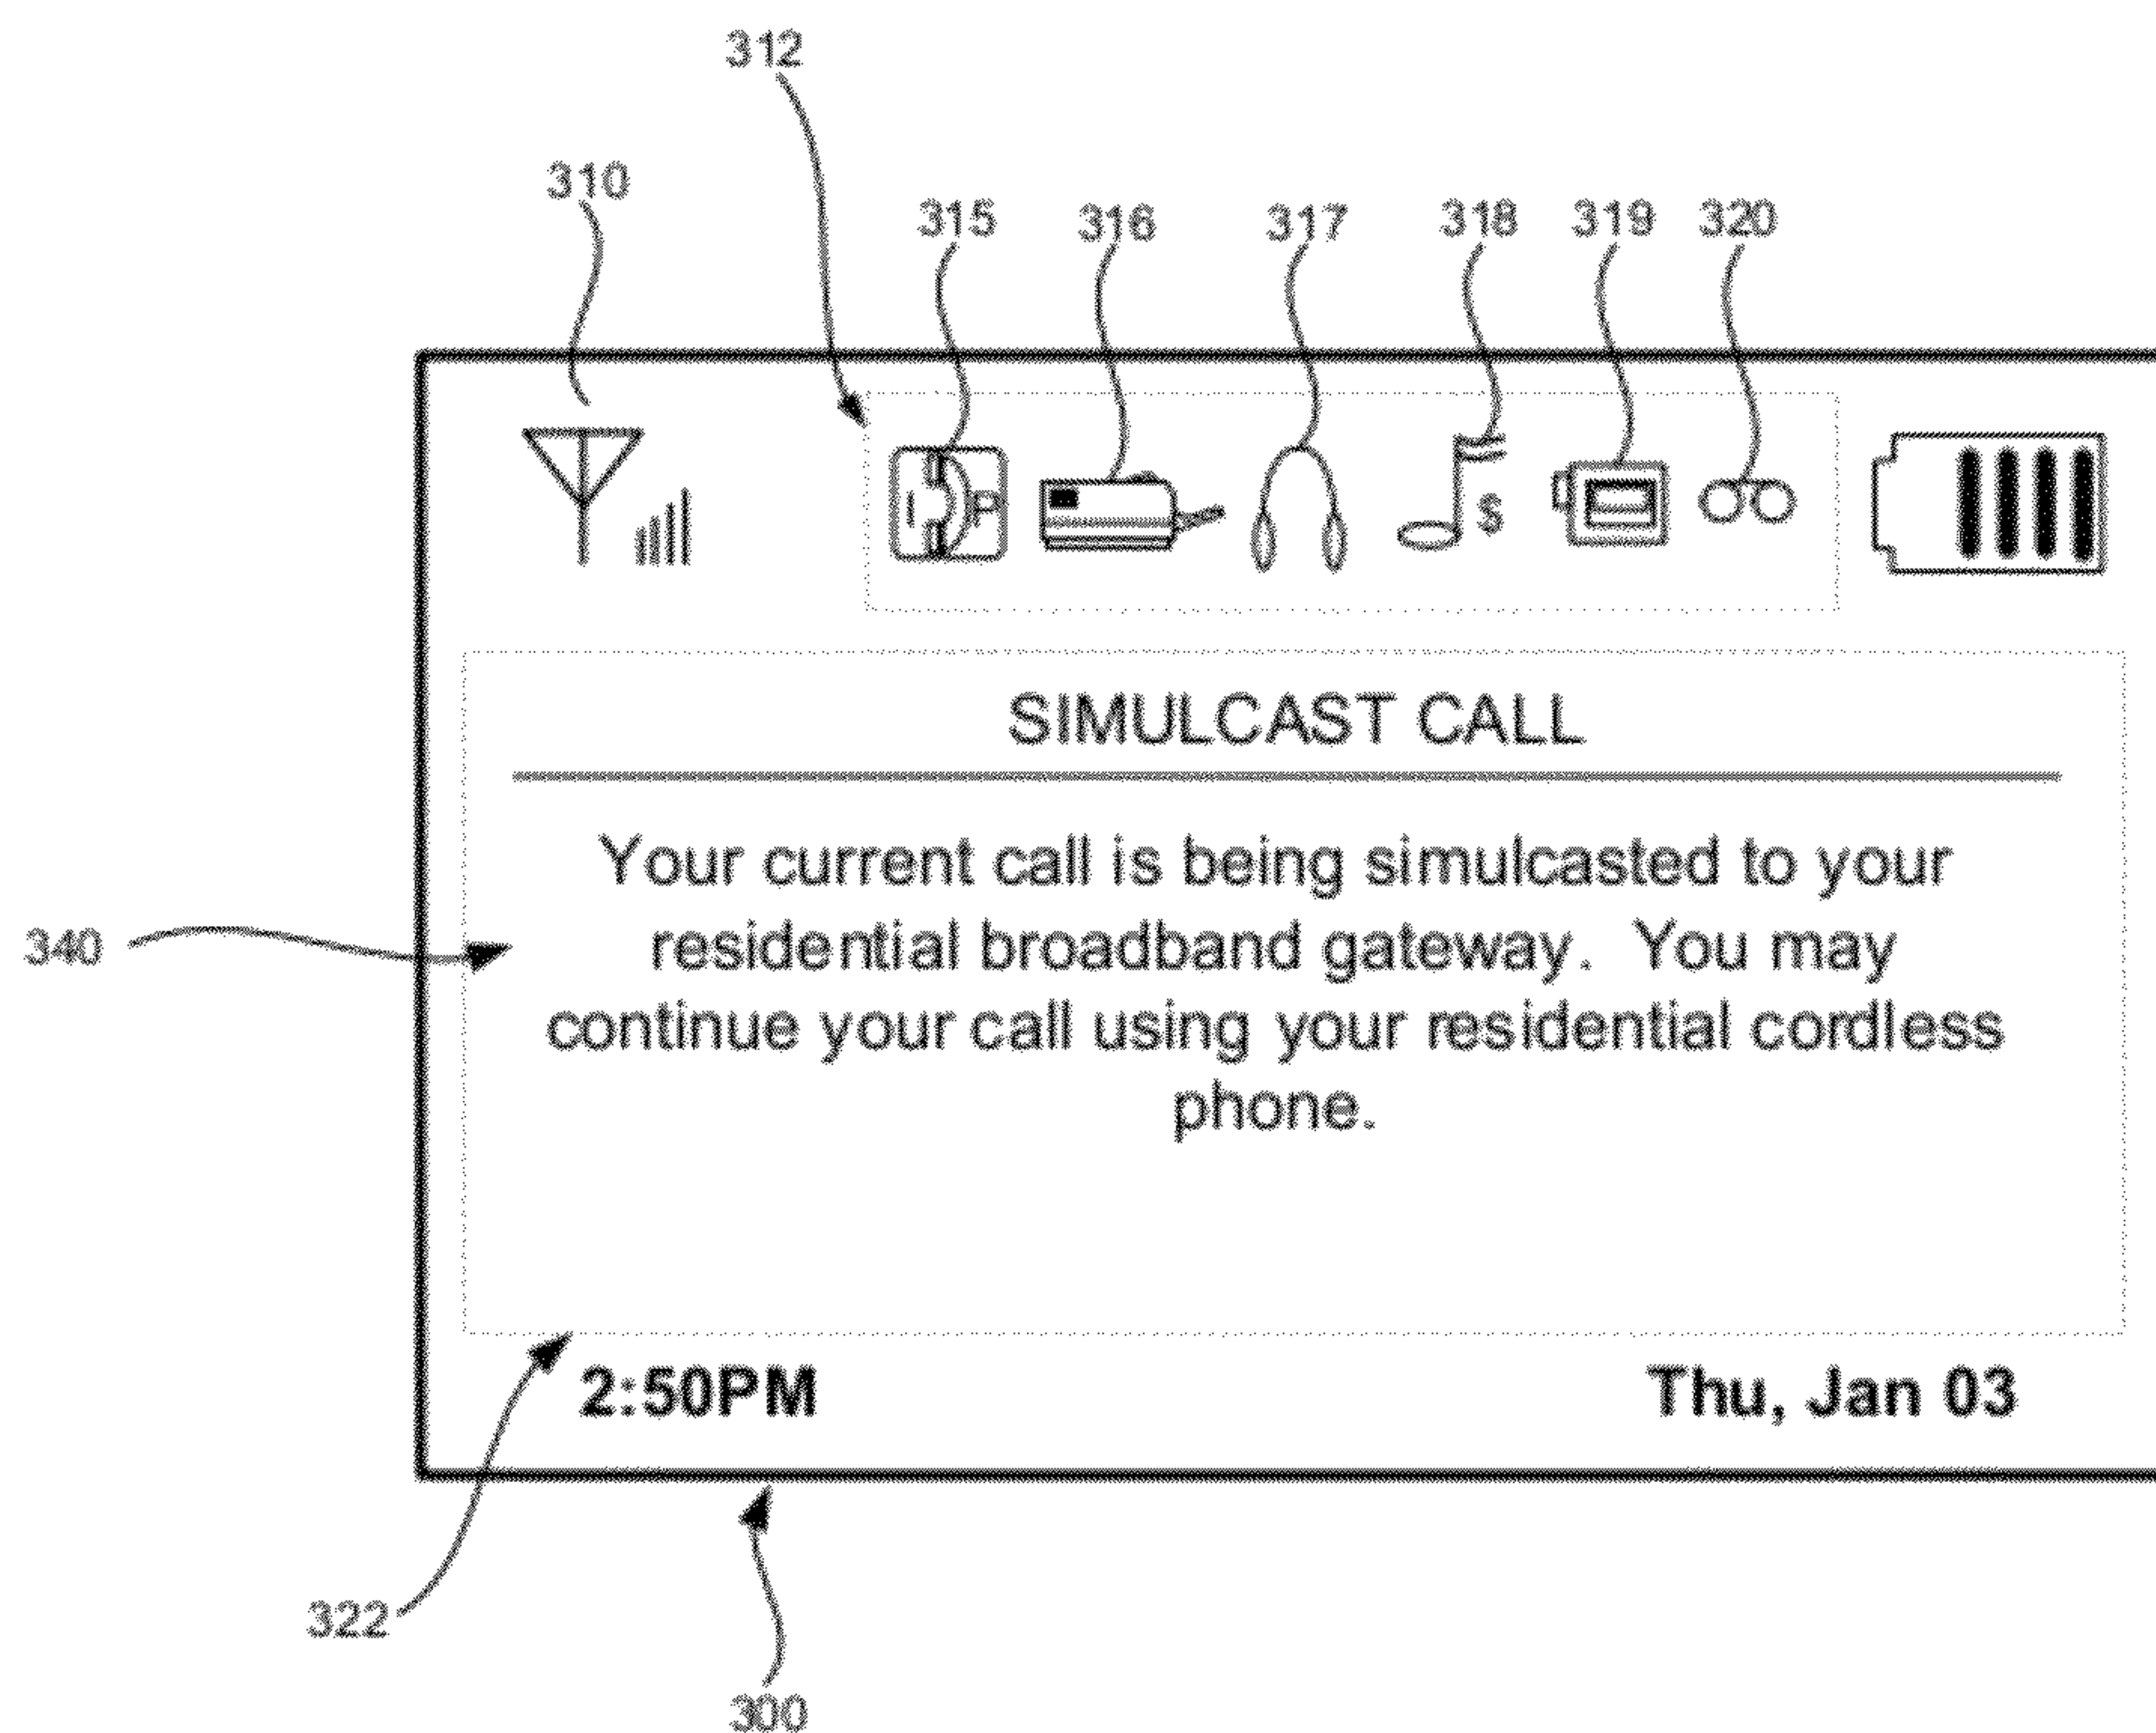 312
310
315 316 317 318 319 320
I P
$
SIMULCAST CALL
Your current call is being simulcasted to your
residential broadband gateway. You may
continue your call using your residential cordless
phone.
340
2:50PM Thu, Jan 03
322
300